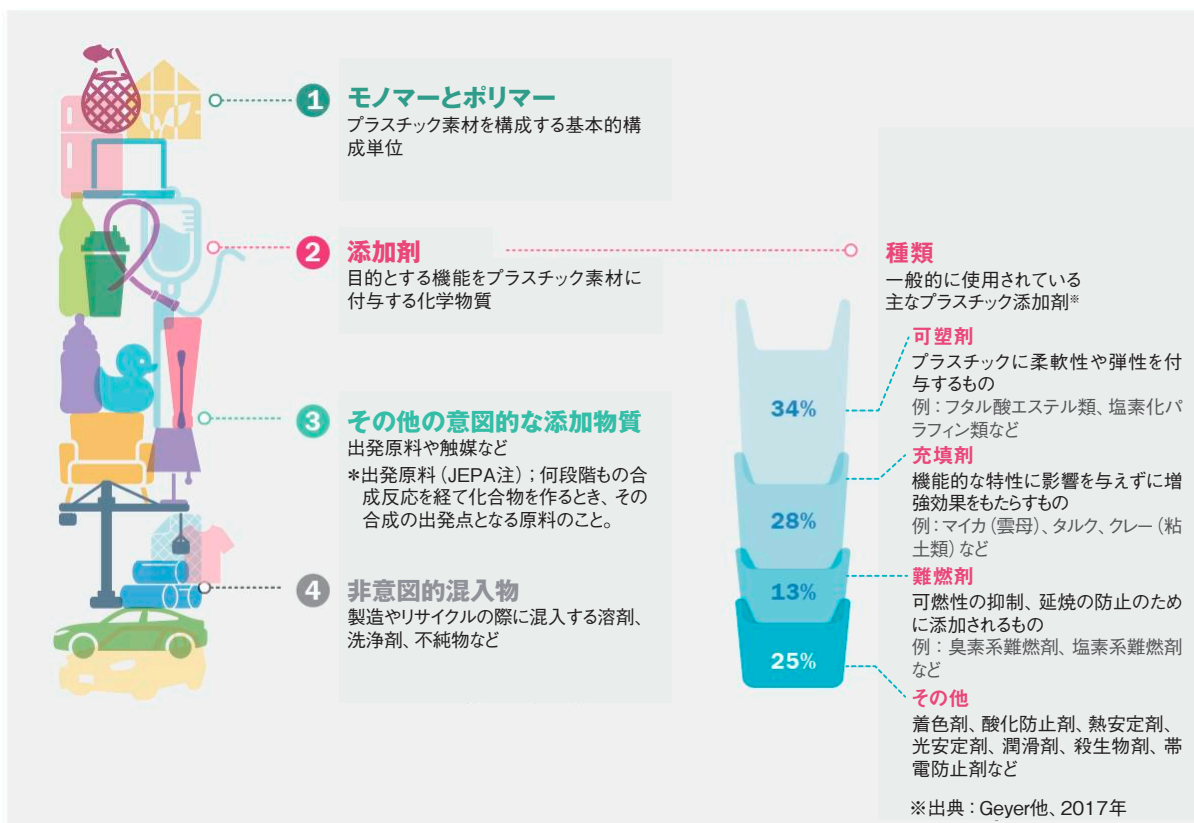 1 モノマーとポリマー
プラスチック素材を構成する基本的構
成単位
2 添加剤
目的とする機能をプラスチック素材に
付与する化学物質
3 その他の意図的な添加物質
出発原料や触媒など
*出発原料（JEPA注）；何段階もの合
成反応を経て化合物を作るとき、その
合成の出発点となる原料のこと。
4 非意図的混入物
製造やリサイクルの際に混入する溶剤、
洗浄剤、不純物など
種類
一般的に使用されている
主なプラスチック添加剤※
34%
可塑剤
プラスチックに柔軟性や弾性を付
与するもの
例：フタル酸エステル類、塩素化パ
ラフィン類など
28%
充填剤
機能的な特性に影響を与えずに増
強効果をもたらすもの
例：マイカ（雲母）、タルク、クレー（粘
土類）など
13%
難燃剤
可燃性の抑制、延焼の防止のため
に添加されるもの
例：臭素系難燃剤、塩素系難燃剤
など
25%
その他
着色剤、酸化防止剤、熱安定剤、
光安定剤、潤滑剤、殺生物剤、帯
電防止剤など
※出典：Geyer他、2017年